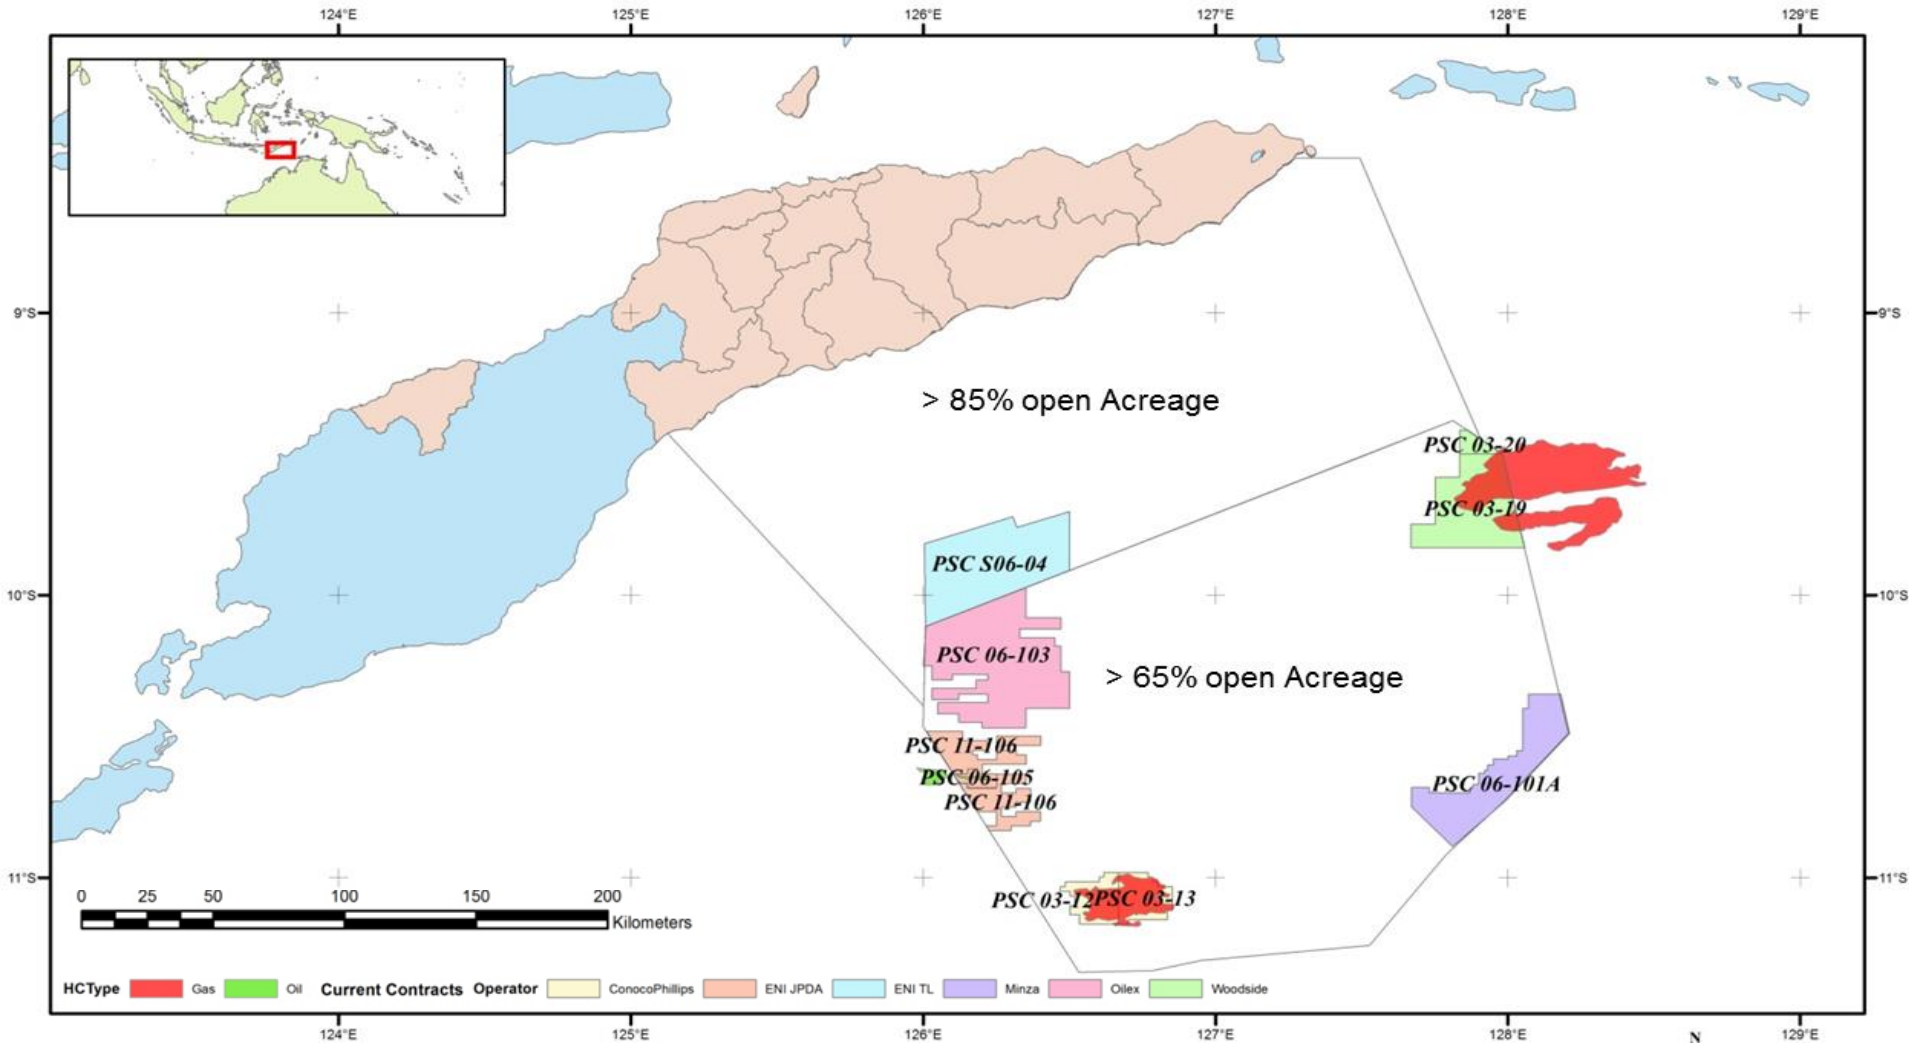 124°E 125°E 126°E 127°E 128°E 129°E
9°S 9°S
> 85% open Acreage
PSC 03-20
PSC 03-19
PSC S06-04
10°S 10°S
PSC 06-103
> 65% open Acreage
PSC 11-106
PSC 06-105
PSC 11-106
PSC 06-101A
11°S 11°S
PSC 03-12 PSC 03-13
0 25 50 100 150 200
Kilometers
HCType Gas Oil Current Contracts Operator ConocoPhillips ENI JPDA ENI TL Minza Oilex Woodside
124°E 125°E 126°E 127°E 128°E 129°E
N